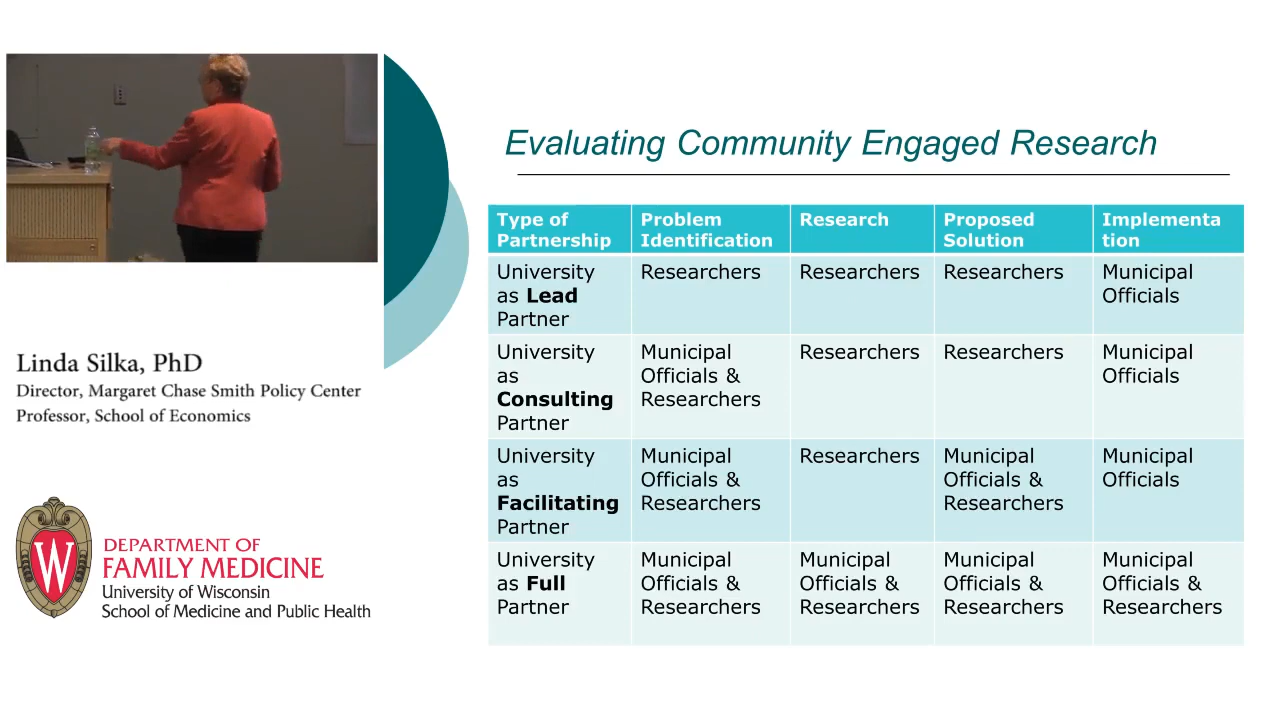 Evaluating Community Engaged Research
Type of
Partnership
Problem
Identification
Research
Proposed
Solution
Implementa
tion
University
as Lead
Partner
Researchers
Researchers
Researchers
Municipal
Officials
University
as
Consulting
Partner
Municipal
Officials &
Researchers
Researchers
Researchers
Municipal
Officials
University
as
Facilitating
Partner
Municipal
Officials &
Researchers
Researchers
Municipal
Officials &
Researchers
Municipal
Officials
University
as Full
Partner
Municipal
Officials &
Researchers
Municipal
Officials &
Researchers
Municipal
Officials &
Researchers
Municipal
Officials &
Researchers
Linda Silka, PhD
Director, Margaret Chase Smith Policy Center
Professor, School of Economics
W
DEPARTMENT OF
FAMILY MEDICINE
University of Wisconsin
School of Medicine and Public Health